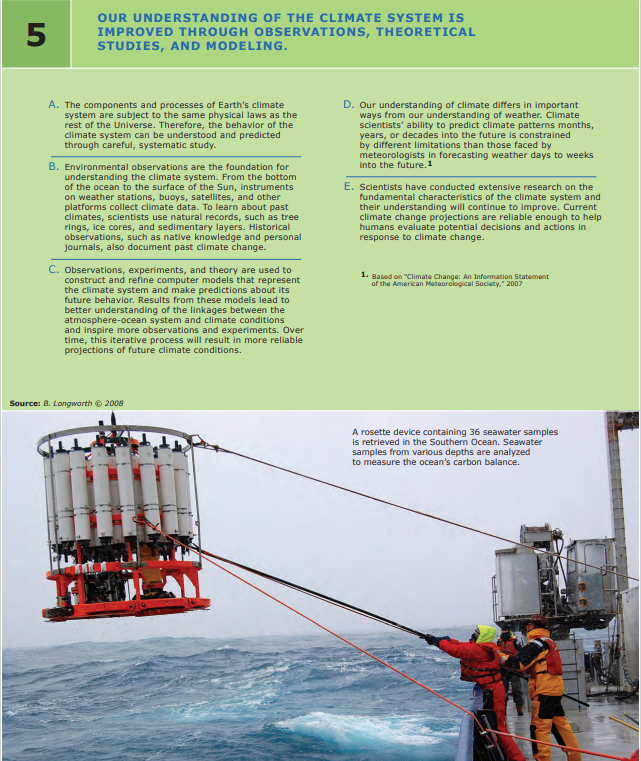 5
OUR UNDERSTANDING OF THE CLIMATE SYSTEM IS
IMPROVED THROUGH OBSERVATIONS, THEORETICAL
STUDIES, AND MODELING.
A. The components and processes of Earth's climate
system are subject to the same physical laws as the
rest of the Universe. Therefore, the behavior of the
climate system can be understood and predicted
through careful, systematic study.
B. Environmental observations are the foundation for
understanding the climate system. From the bottom
of the ocean to the surface of the Sun, instruments
on weather stations, buoys, satellites, and other
platforms collect climate data. To learn about past
climates, scientists use natural records, such as tree
rings, ice cores, and sedimentary layers. Historical
observations, such as native knowledge and personal
journals, also document past climate change.
C. Observations, experiments, and theory are used to
construct and refine computer models that represent
the climate system and make predictions about its
future behavior. Results from these models lead to
better understanding of the linkages between the
atmosphere-ocean system and climate conditions
and inspire more observations and experiments. Over
time, this iterative process will result in more reliable
projections of future climate conditions.
D. Our understanding of climate differs in important
ways from our understanding of weather. Climate
scientists' ability to predict climate patterns months,
years, or decades into the future is constrained
by different limitations than those faced by
meteorologists in forecasting weather days to weeks
into the future.1
E. Scientists have conducted extensive research on the
fundamental characteristics of the climate system and
their understanding will continue to improve. Current
climate change projections are reliable enough to help
humans evaluate potential decisions and actions in
response to climate change.
1. Based on "Climate Change: An Information Statement
of the American Meteorological Society," 2007
Source: B. Longworth © 2008
A rosette device containing 36 seawater samples
is retrieved in the Southern Ocean. Seawater
samples from various depths are analyzed
to measure the ocean's carbon balance.